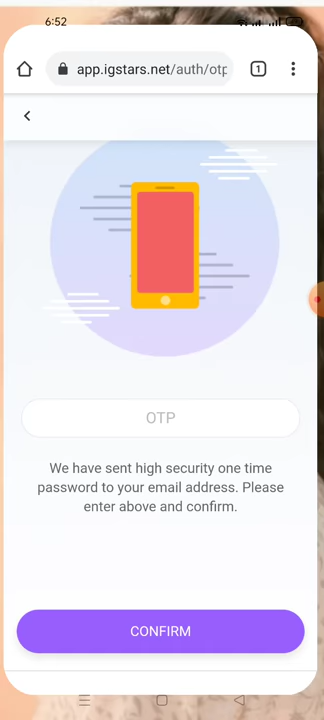 6:52
app.igstars.net/auth/otp
1
OTP
We have sent high security one time
password to your email address. Please
enter above and confirm.
CONFIRM